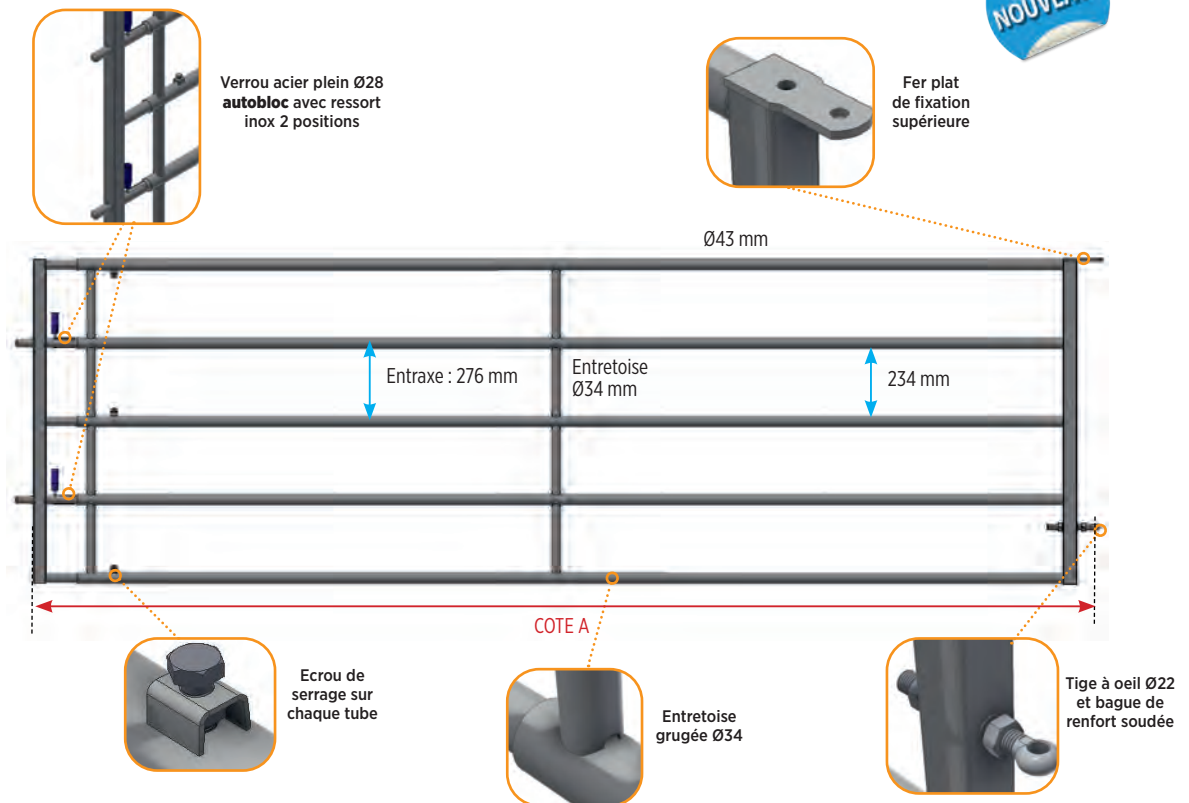 NOUVEAU
Verrou acier plein Ø28
autobloc avec ressort
inox 2 positions
Fer plat
de fixation
supérieure
Ø43 mm
Entraxe : 276 mm
Entretoise
Ø34 mm
234 mm
COTE A
Ecrou de
serrage sur
chaque tube
Entretoise
grugée Ø34
Tige à oeil Ø22
et bague de
renfort soudée